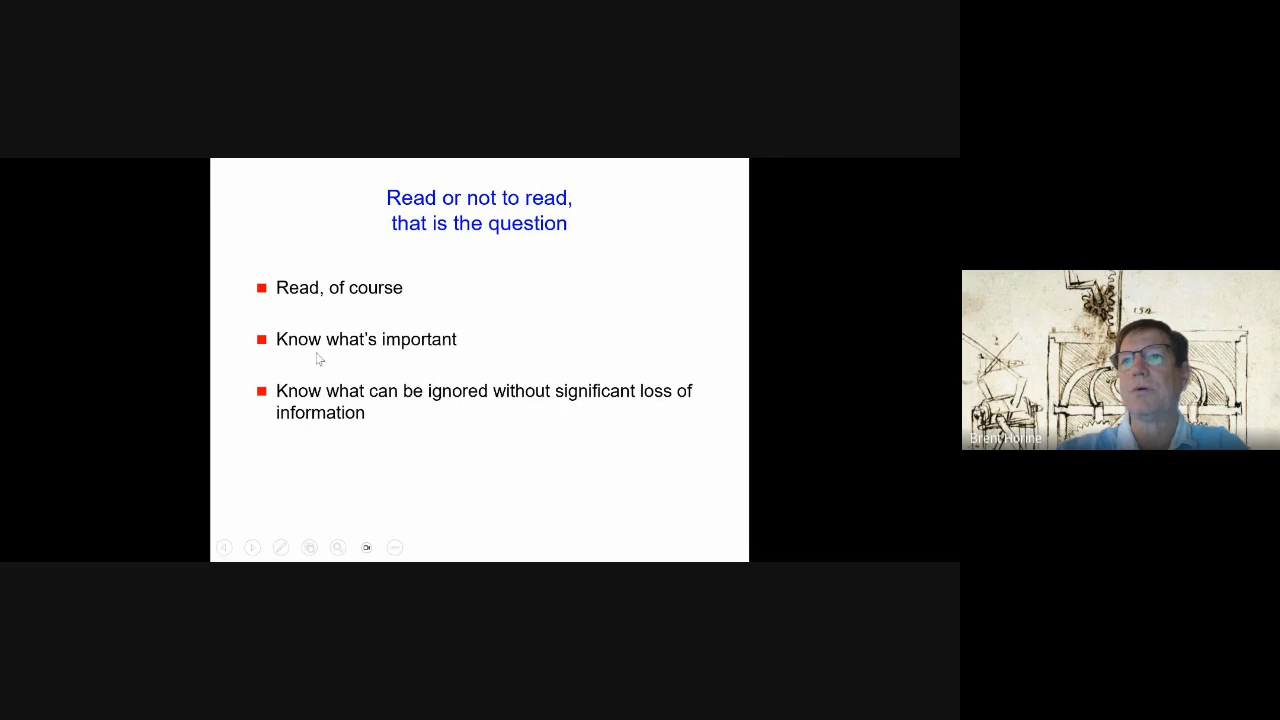 Read or not to read,
that is the question
Read, of course
Know what's important
Know what can be ignored without significant loss of
information
Brent Horine